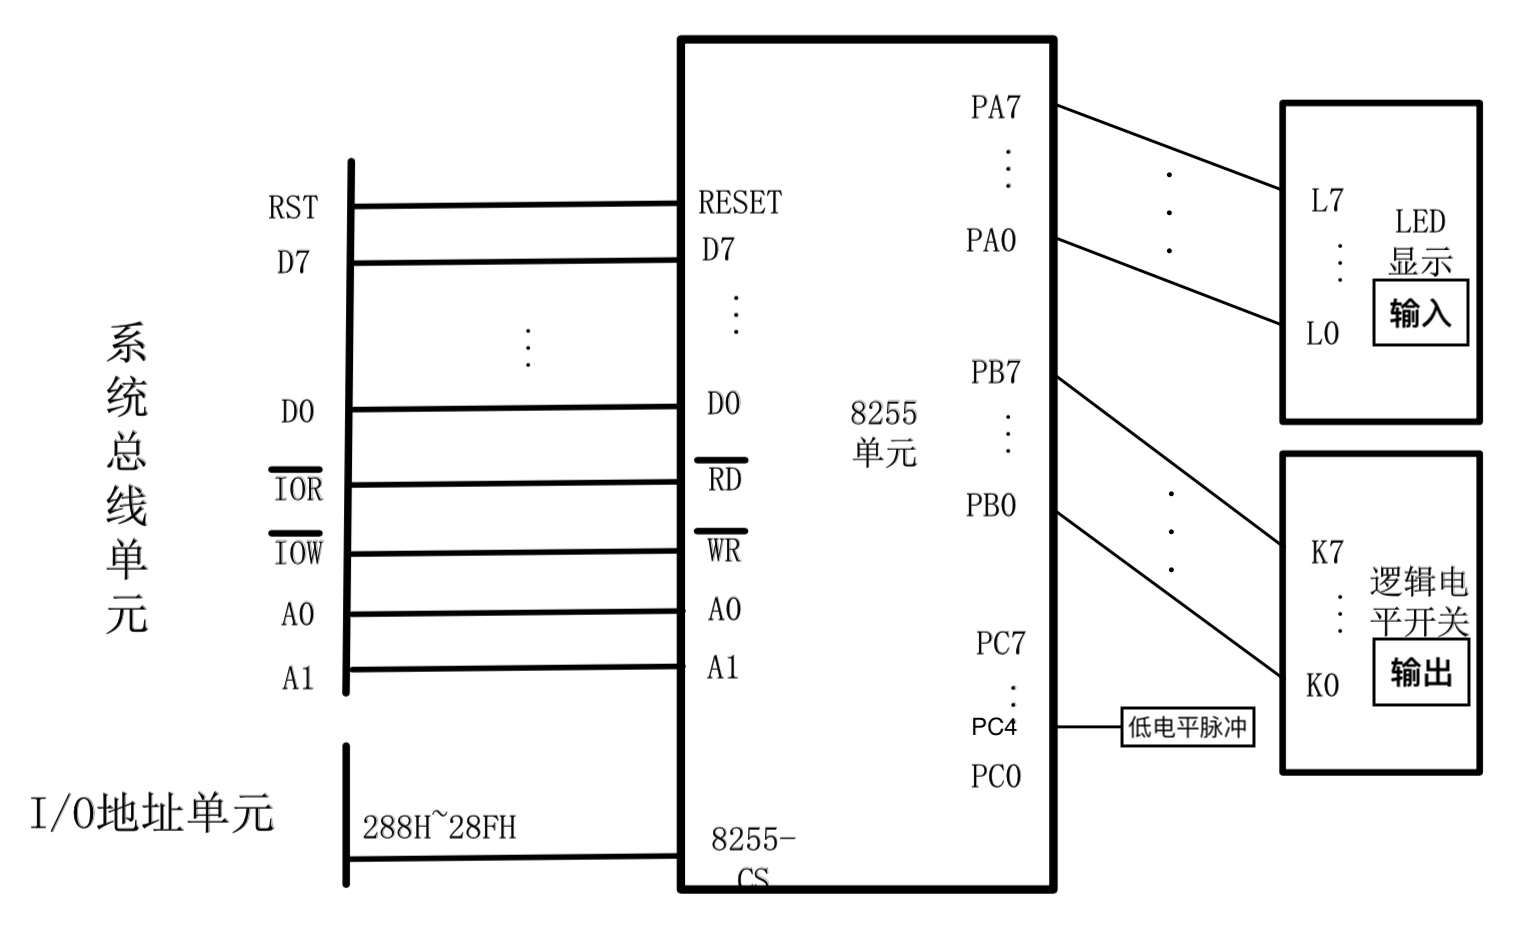 系统总线单元
RST
D7
D0
IOR
IOW
A0
A1
I/O地址单元
288H~28FH
RESET
D7
D0
RD
WR
A0
A1
8255-
CS
8255
单元
PA7
PA0
PB7
PB0
PC7
PC4
PC0
低电平脉冲
L7
LED
显示
输入
L0
K7
逻辑电
平开关
输出
K0